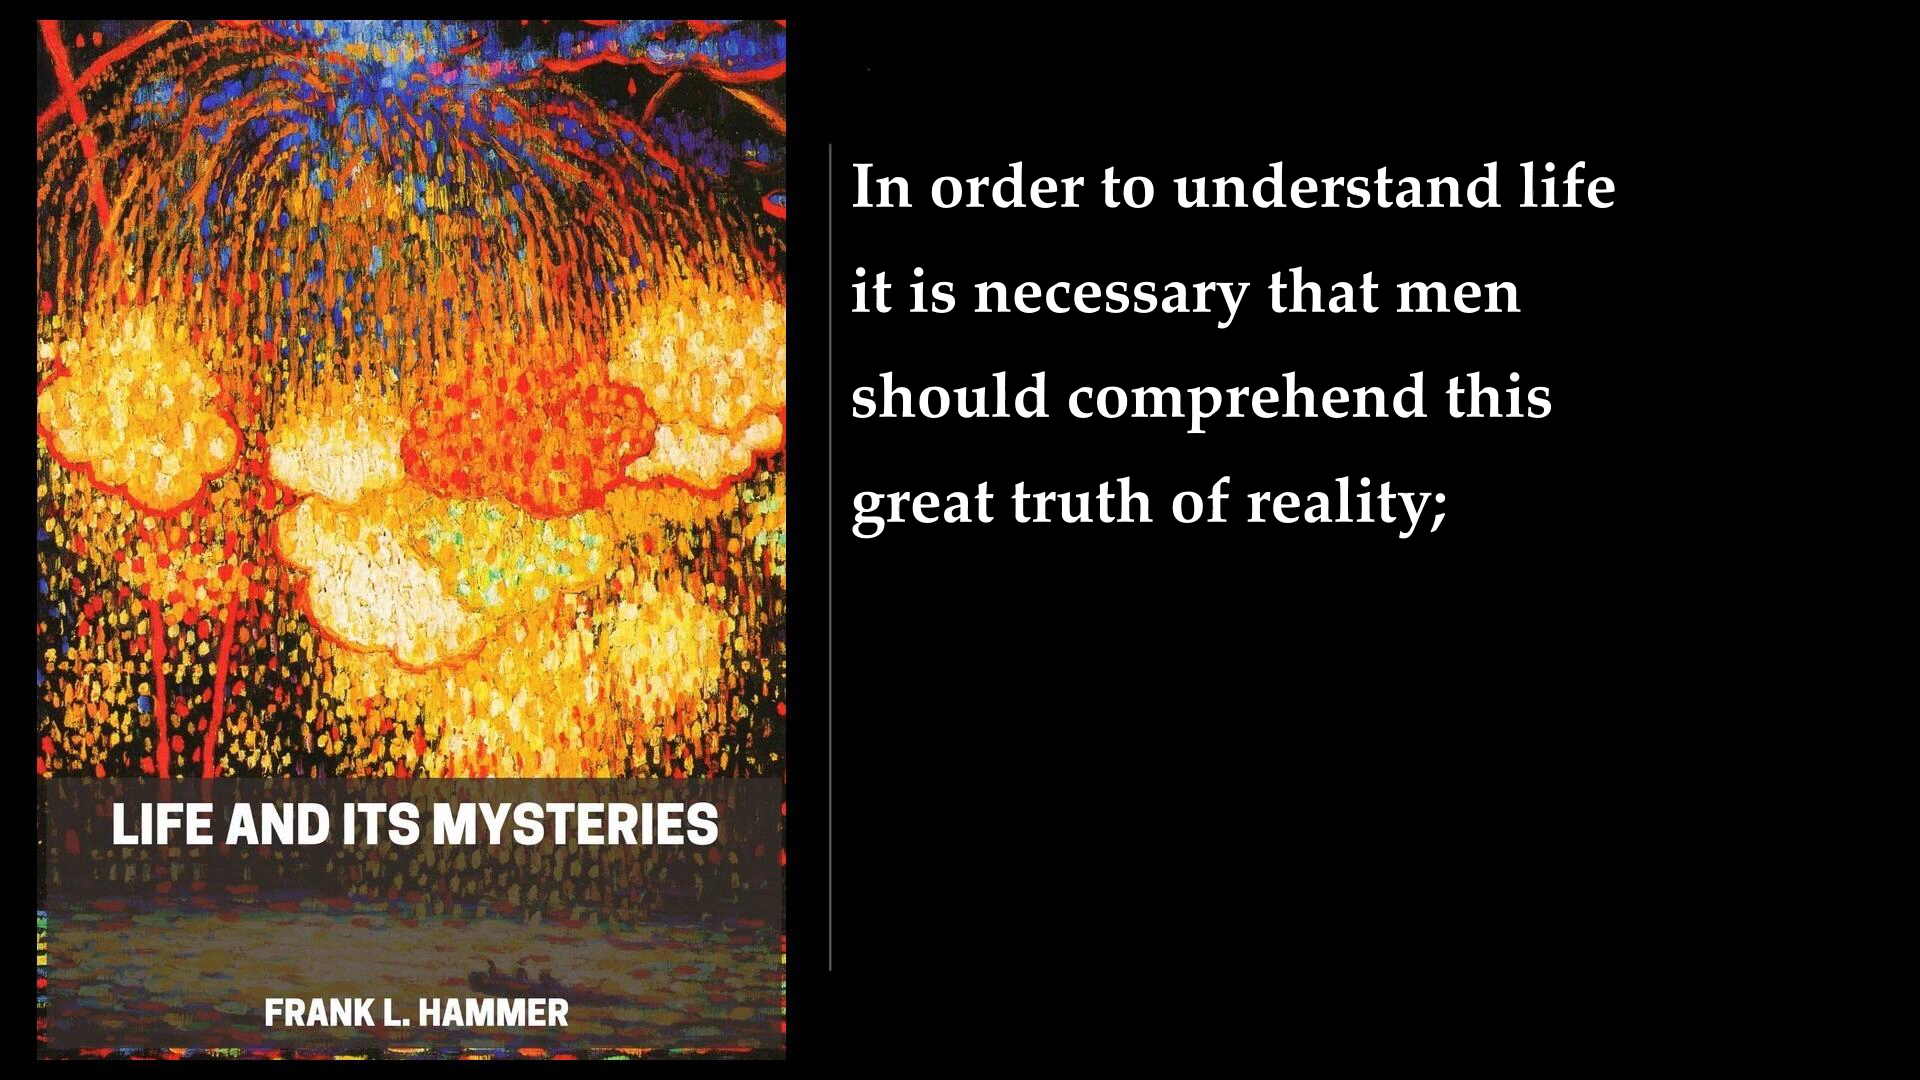 In order to understand life
it is necessary that men
should comprehend this
great truth of reality;
LIFE AND ITS MYSTERIES
FRANK L. HAMMER